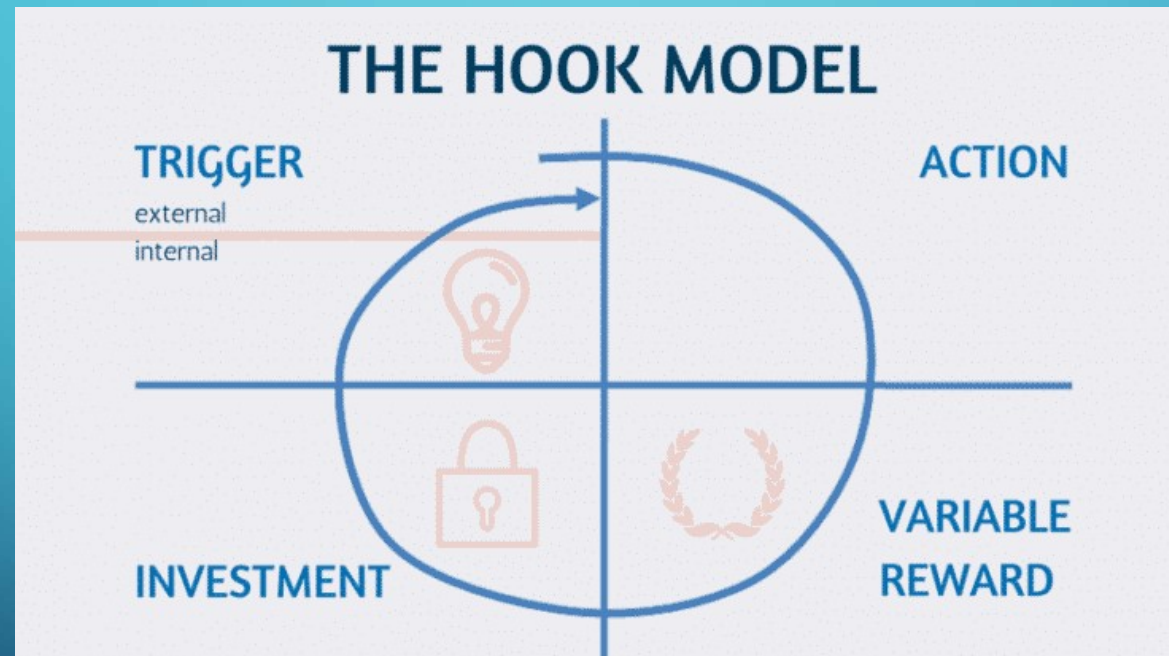 THE HOOK MODEL
TRIGGER
external
internal
ACTION
INVESTMENT
VARIABLE
REWARD